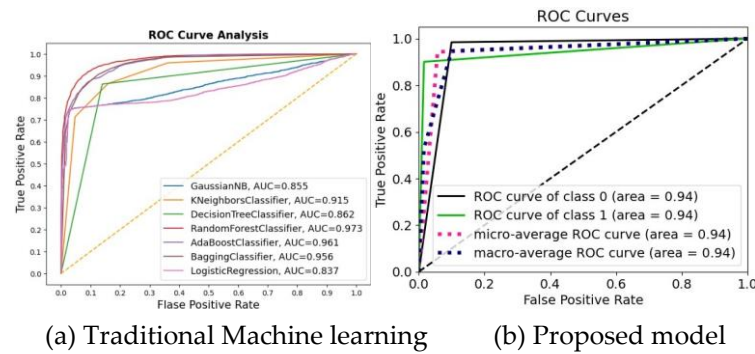 ROC Curve Analysis
True Positive Rate
1.0
0.9
0.8
0.7
0.6
0.5
0.4
0.3
0.2
0.1
0.0
GaussianNB, AUC=0.855
KNeighborsClassifier, AUC=0.915
DecisionTreeClassifier, AUC=0.862
RandomForestClassifier, AUC=0.973
AdaBoostClassifier, AUC=0.961
BaggingClassifier, AUC=0.956
LogisticRegression, AUC=0.837
0.0 0.1 0.2 0.3 0.4 0.5 0.6 0.7 0.8 0.9 1.0
Flase Positive Rate
(a) Traditional Machine learning
ROC Curves
True Positive Rate
1.0
0.8
0.6
0.4
0.2
0.0
ROC curve of class 0 (area = 0.94)
ROC curve of class 1 (area = 0.94)
micro-average ROC curve (area = 0.94)
macro-average ROC curve (area = 0.94)
0.0 0.2 0.4 0.6 0.8 1.0
False Positive Rate
(b) Proposed model